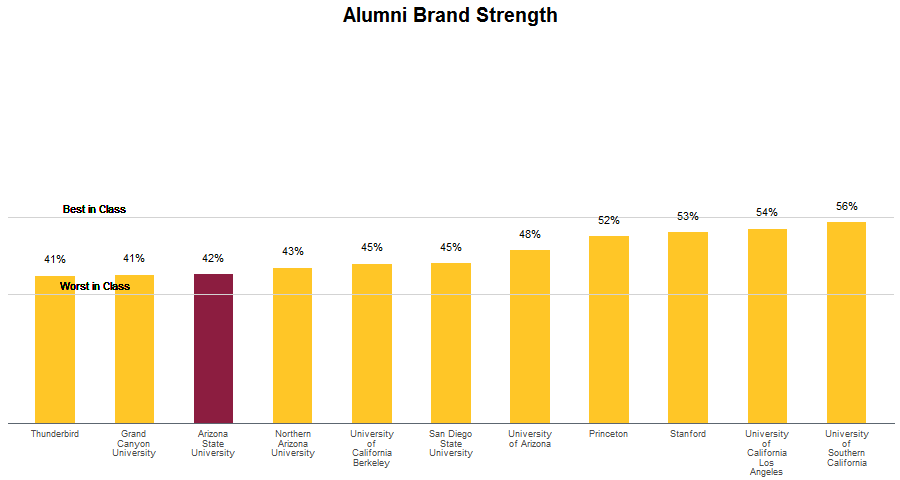 Alumni Brand Strength
Best in Class
56%
54%
53%
52%
48%
45%
45%
43%
42%
41%
41%
Worst in Class
Thunderbird
Grand
Canyon
University
Arizona
State
University
Northern
Arizona
University
University
of
California
Berkeley
San Diego
State
University
University
of Arizona
Princeton
Stanford
University
of
California
Los
Angeles
University
of
Southern
California